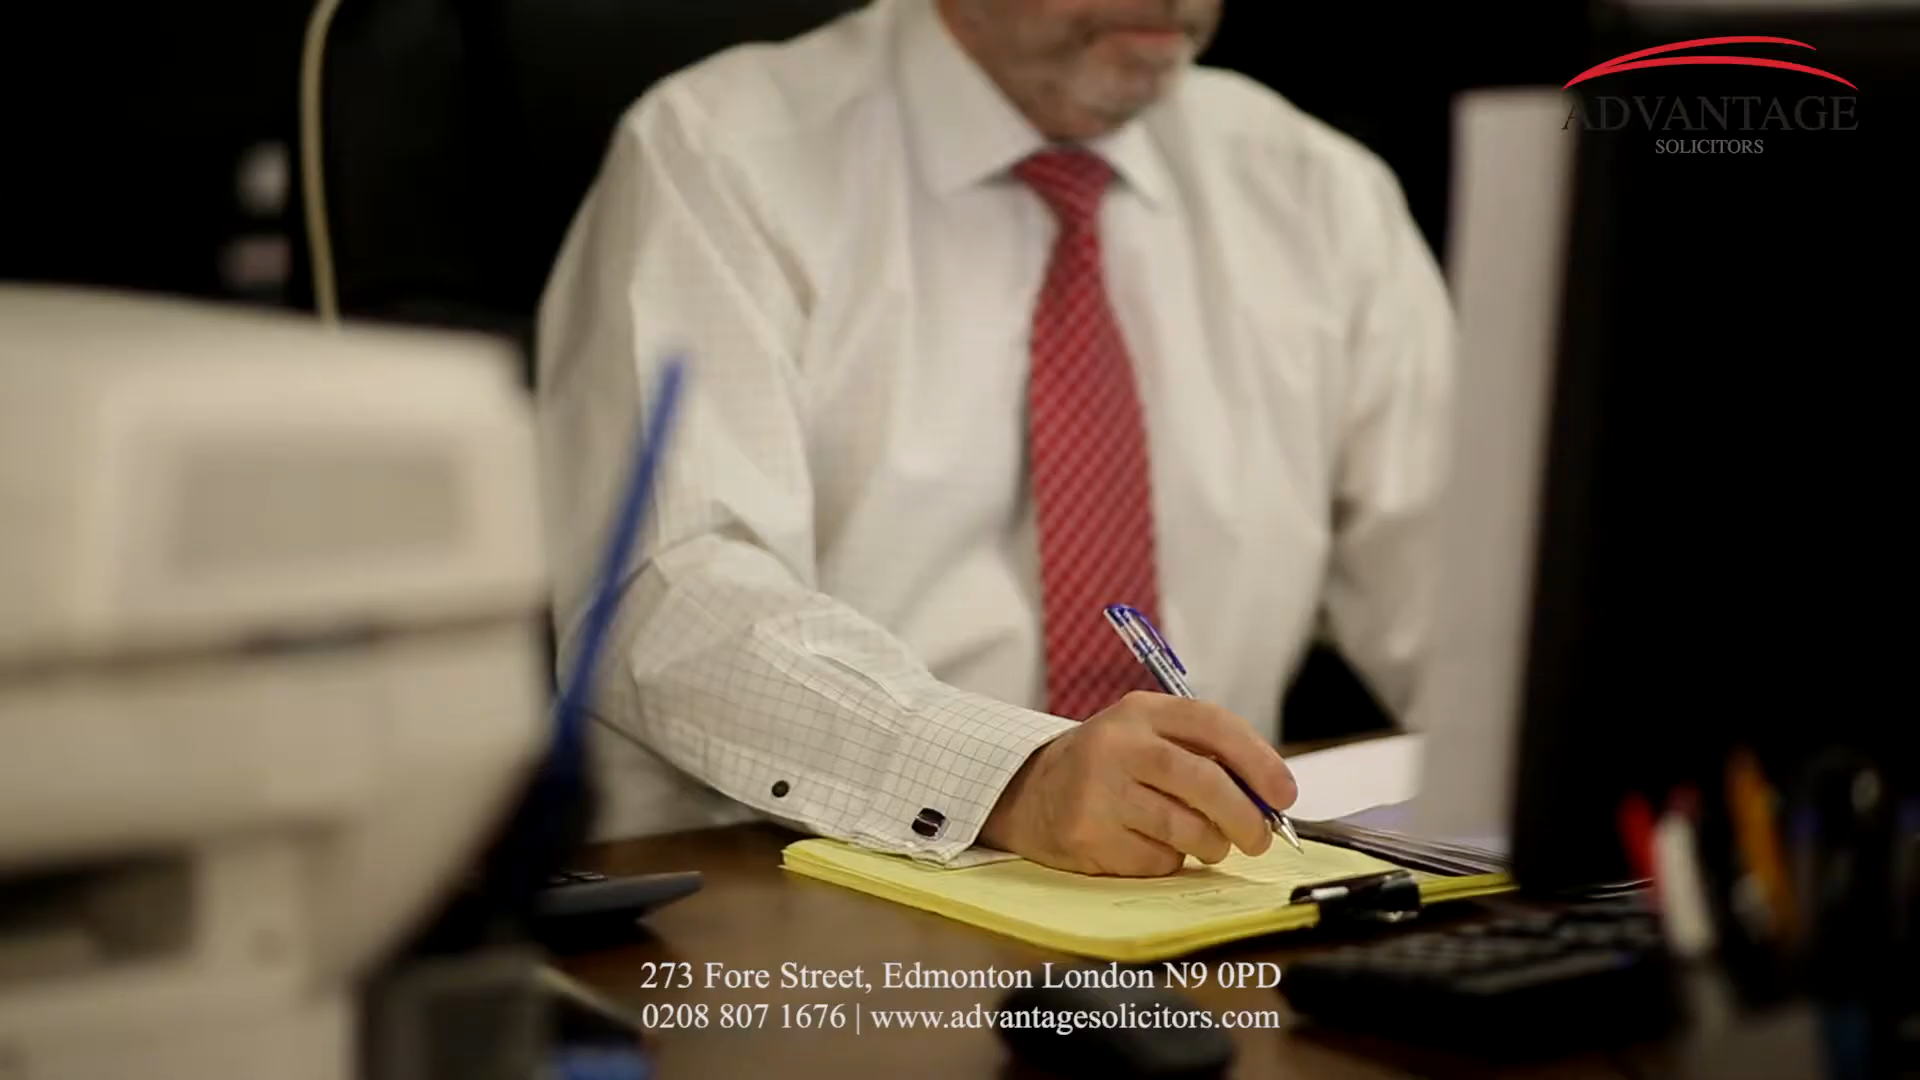 ADVANTAGE
SOLICITORS
273 Fore Street, Edmonton London N9 0PD
0208 807 1676 | www.advantagesolicitors.com